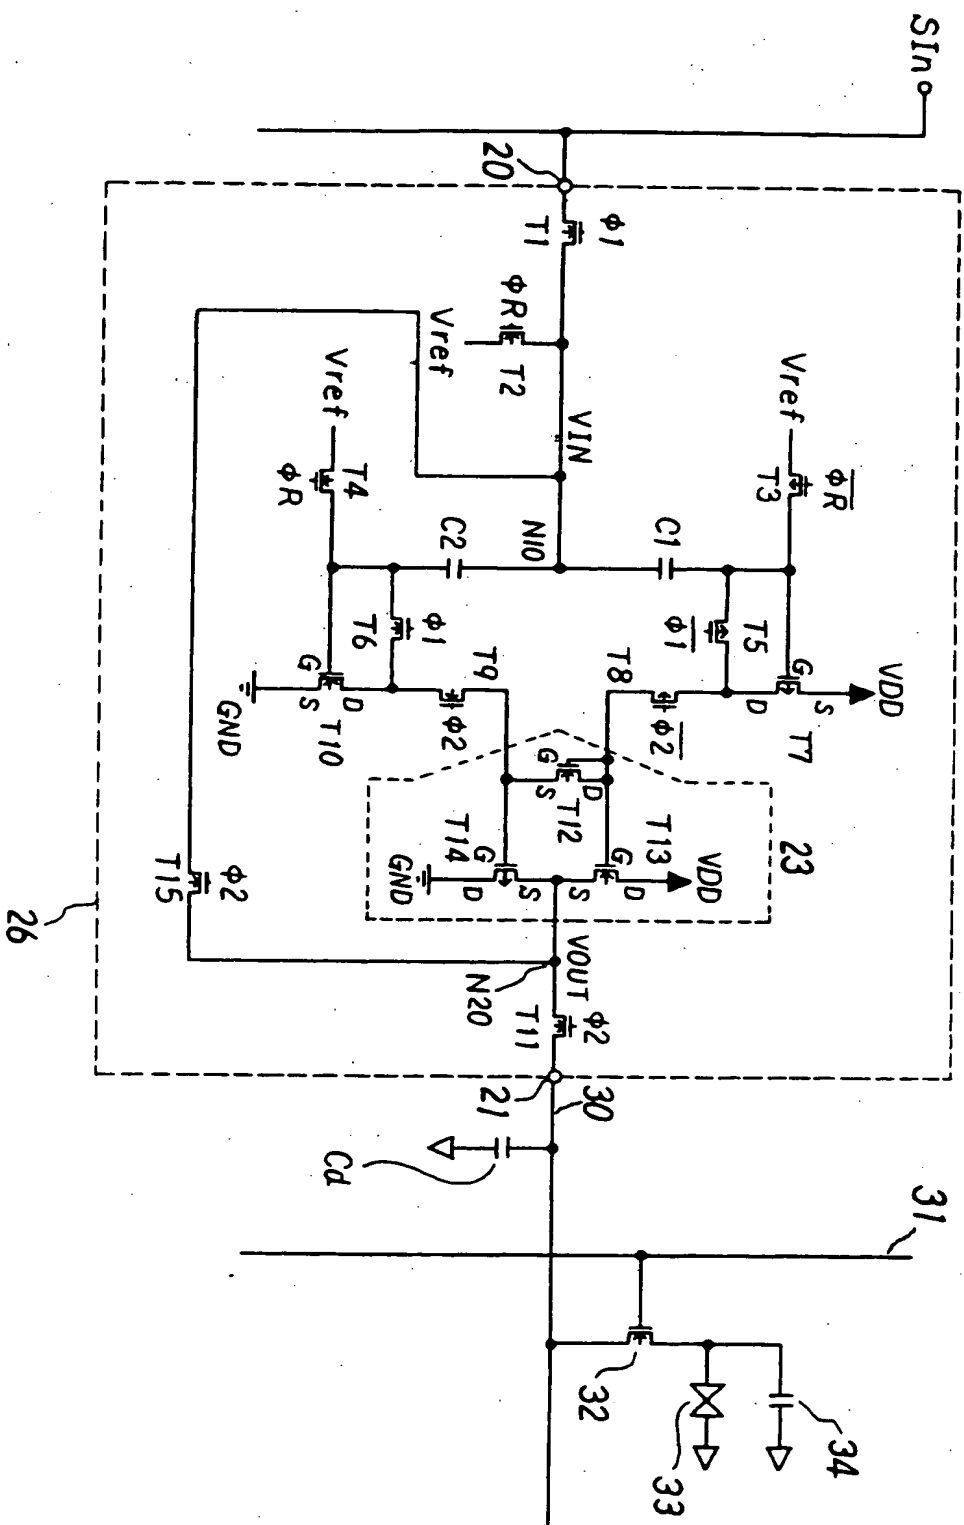 SIn
20
φ1
T1
φR
T2
Vref
VIN
Vref
φR
T3
Vref
T4
φR
N10
C1
C2
T5
φ1
φ1
T6
VDD
G
S
D
T7
T8
φ2
T9
φ2
G
D
S
T10
GND
23
G
D
S
T12
T13
G
D
S
VDD
T14
G
S
D
GND
φ2
T15
VOUT
N20
φ2
T11
21
30
26
Cd
31
32
33
34